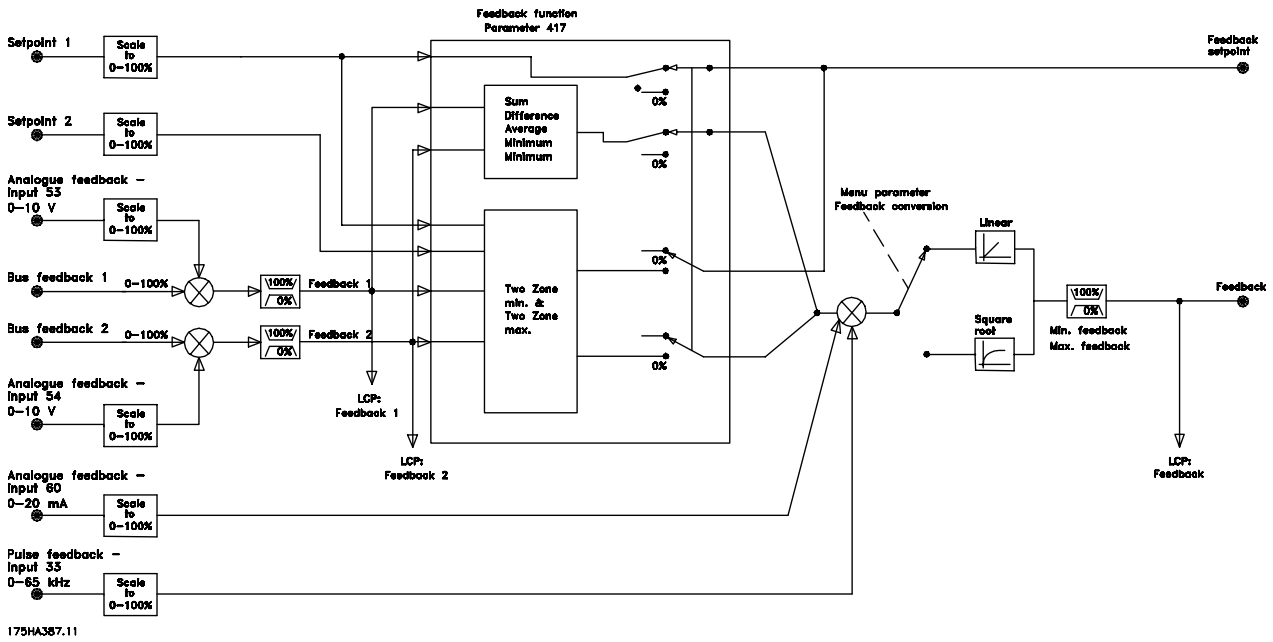 Feedback function
Parameter 417
Setpoint 1
Scale
to
0-100%
Feedback
setpoint
0%
Sum
Difference
Average
Minimum
Minimum
0%
Setpoint 2
Scale
to
0-100%
Analogue feedback -
input 53
0-10 V
Scale
to
0-100%
Menu parameter
Feedback conversion
Linear
0%
Bus feedback 1
0-100%
100%
0%
Feedback 1
Two Zone
min. &
Two Zone
max.
100%
0%
Feedback
Bus feedback 2
0-100%
100%
0%
Feedback 2
Square
root
Min. feedback
Max. feedback
0%
Analogue feedback -
input 54
0-10 V
Scale
to
0-100%
LCP:
Feedback 1
LCP:
Feedback 2
LCP:
Feedback
Analogue feedback -
input 60
0-20 mA
Scale
to
0-100%
Pulse feedback -
input 33
0-65 kHz
Scale
to
0-100%
175HA387.11